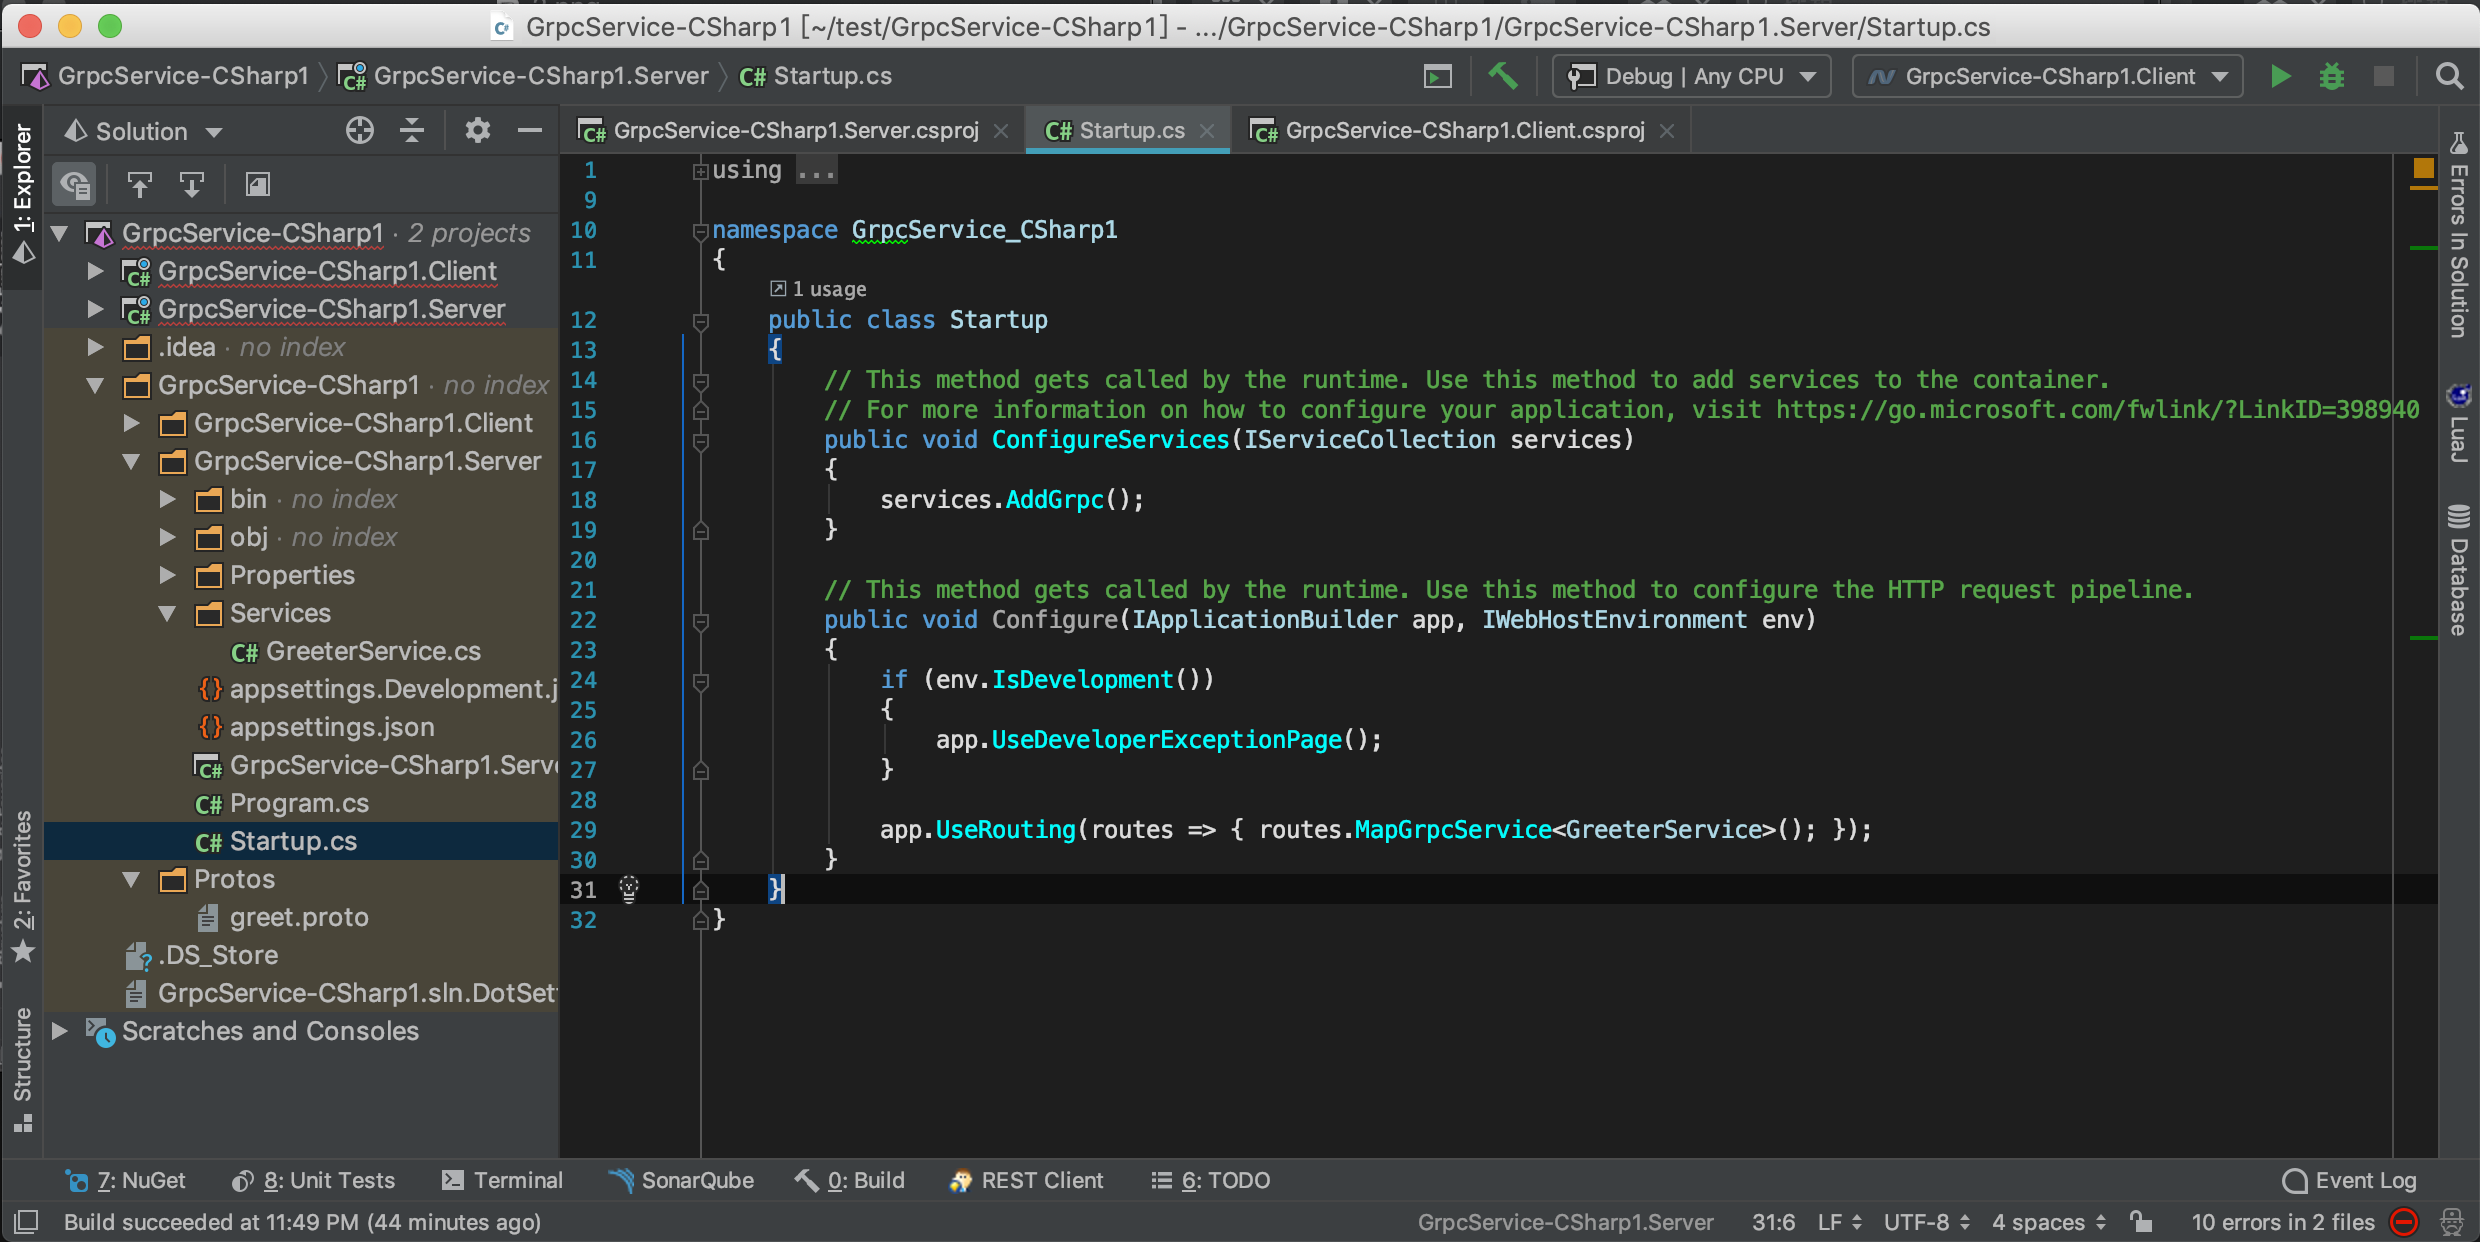 GrpcService-CSharp1 [~/test/GrpcService-CSharp1] - .../GrpcService-CSharp1/GrpcService-CSharp1.Server/Startup.cs
GrpcService-CSharp1 GrpcService-CSharp1.Server C# Startup.cs Debug | Any CPU GrpcService-CSharp1.Client
1: Explorer
Solution
GrpcService-CSharp1 · 2 projects
GrpcService-CSharp1.Client
GrpcService-CSharp1.Server
.idea · no index
GrpcService-CSharp1 · no index
GrpcService-CSharp1.Client
GrpcService-CSharp1.Server
bin · no index
obj · no index
Properties
Services
C# GreeterService.cs
appsettings.Development.j
appsettings.json
GrpcService-CSharp1.Serve
C# Program.cs
C# Startup.cs
Protos
greet.proto
.DS_Store
GrpcService-CSharp1.sln.DotSet
Scratches and Consoles
2: Favorites
Structure
GrpcService-CSharp1.Server.csproj C# Startup.cs GrpcService-CSharp1.Client.csproj
1 using ...
9
10 namespace GrpcService_CSharp1
11 {
1 usage
12 public class Startup
13 {
14 // This method gets called by the runtime. Use this method to add services to the container.
15 // For more information on how to configure your application, visit https://go.microsoft.com/fwlink/?LinkID=398940
16 public void ConfigureServices(IServiceCollection services)
17 {
18 services.AddGrpc();
19 }
20
21 // This method gets called by the runtime. Use this method to configure the HTTP request pipeline.
22 public void Configure(IApplicationBuilder app, IWebHostEnvironment env)
23 {
24 if (env.IsDevelopment())
25 {
26 app.UseDeveloperExceptionPage();
27 }
28
29 app.UseRouting(routes => { routes.MapGrpcService<GreeterService>(); });
30 }
31 }
32 }
Errors In Solution
LuaJ
Database
7: NuGet 8: Unit Tests Terminal SonarQube 0: Build REST Client 6: TODO Event Log
Build succeeded at 11:49 PM (44 minutes ago) GrpcService-CSharp1.Server 31:6 LF UTF-8 4 spaces 10 errors in 2 files